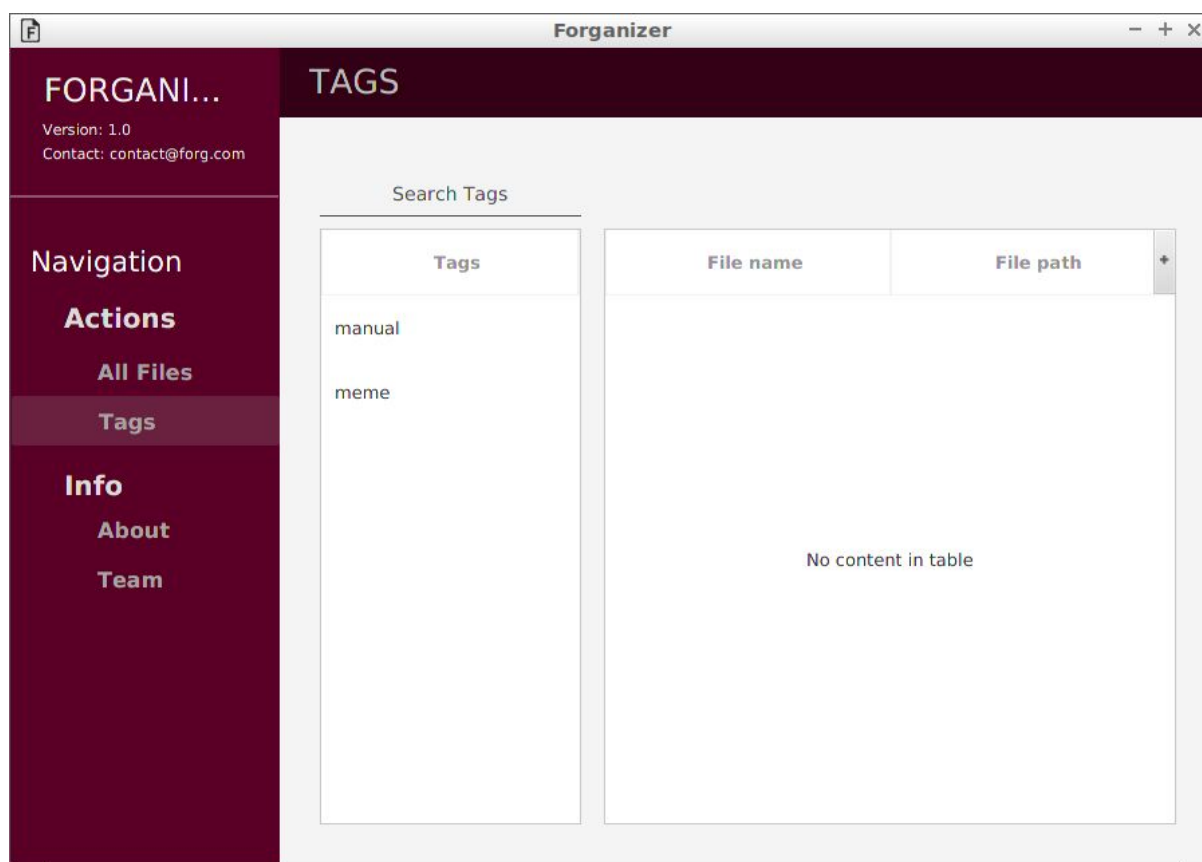 Forganizer
FORGANI...
Version: 1.0
Contact: contact@forg.com
Navigation
Actions
All Files
Tags
Info
About
Team
TAGS
Search Tags
Tags
manual
meme
File name
File path
+
No content in table